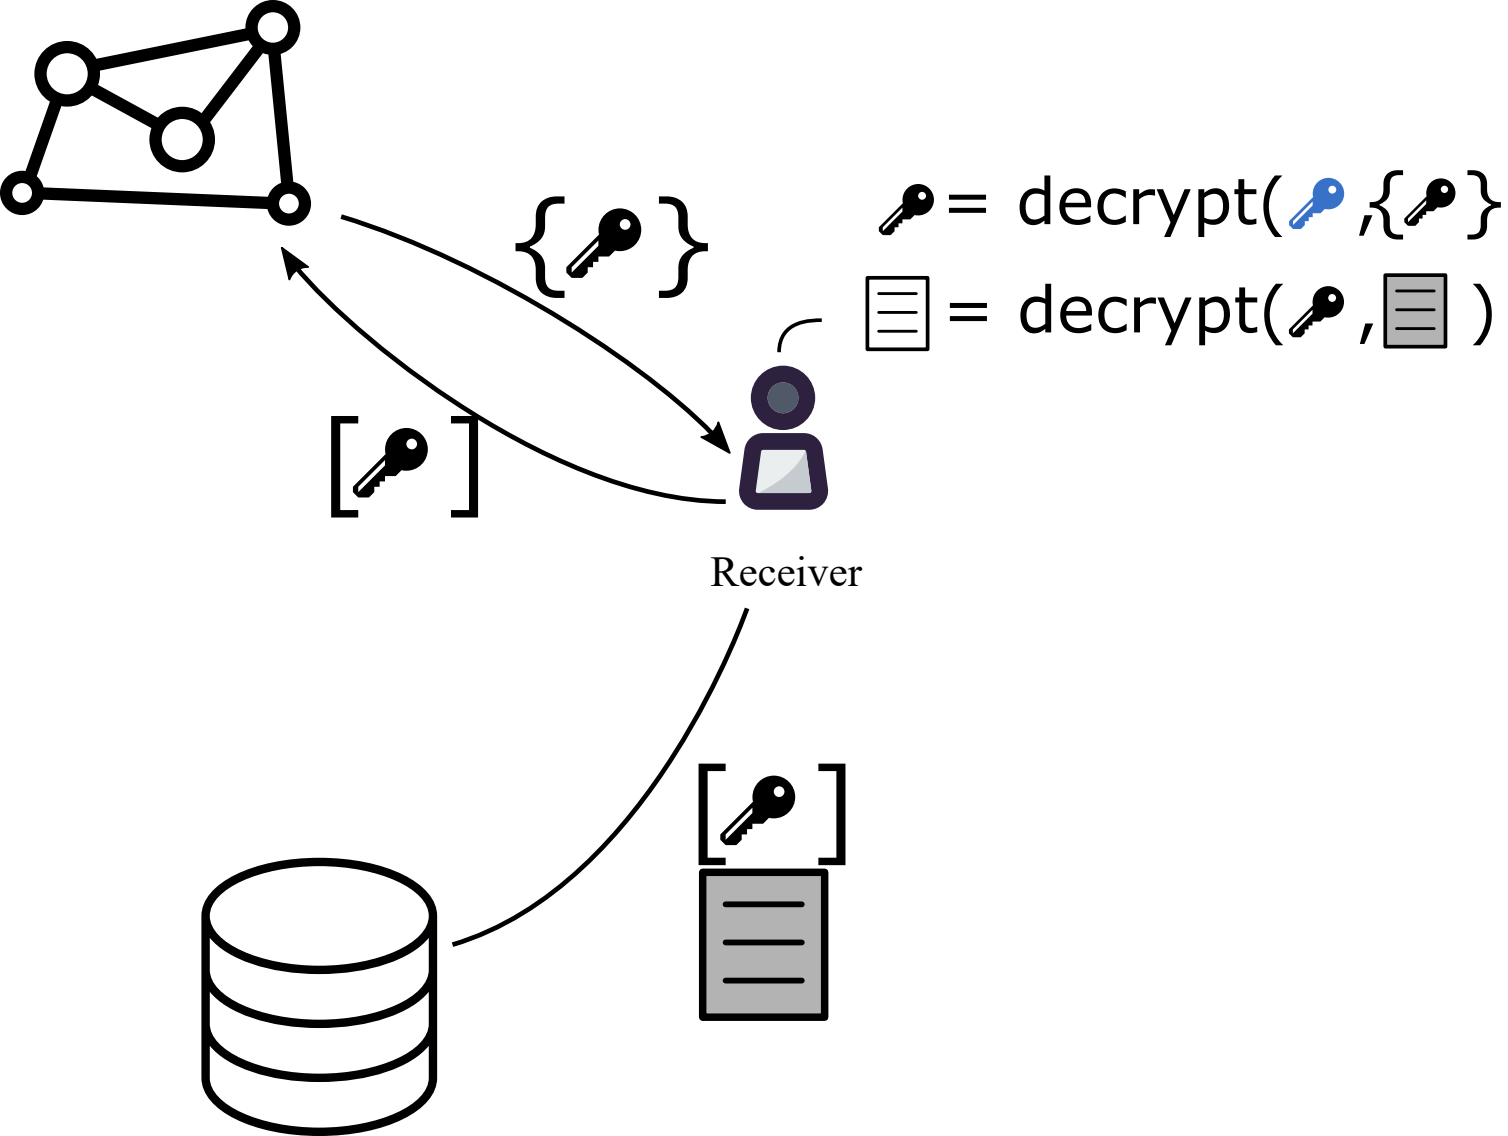 { }
= decrypt( ,{ }
= decrypt( , )
[ ]
Receiver
[ ]